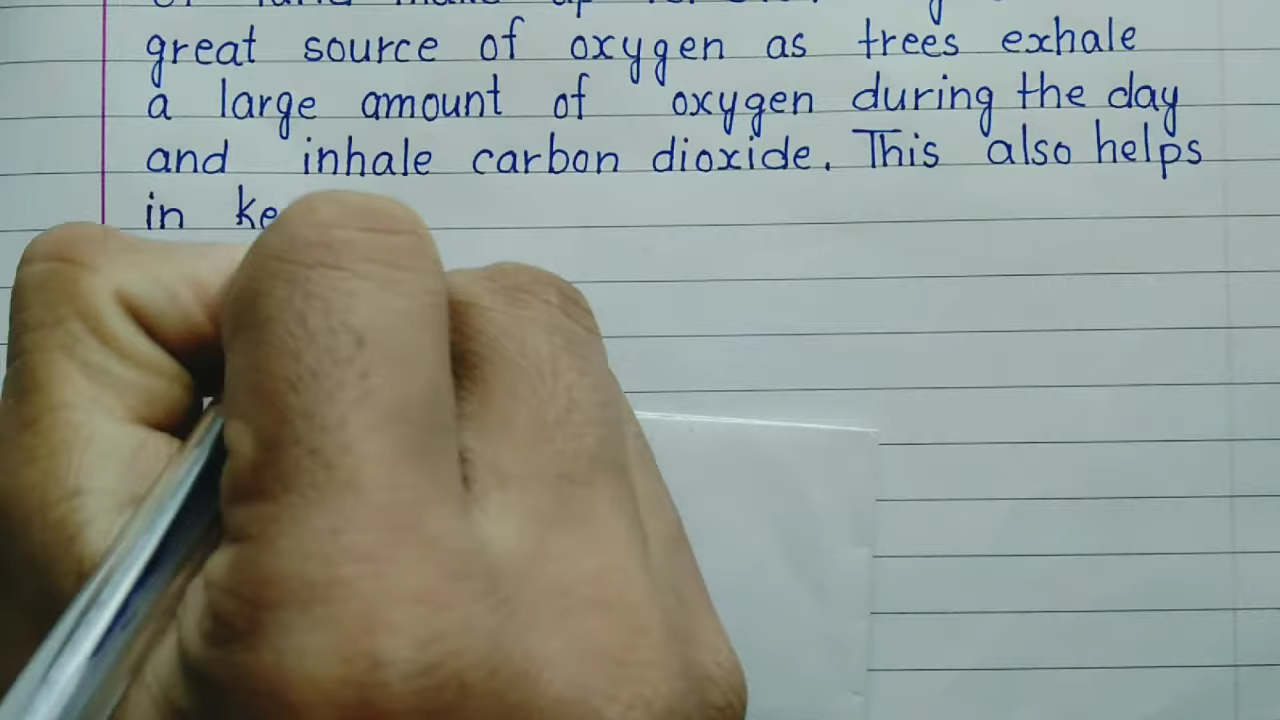 great source of oxygen as trees exhale
a large amount of oxygen during the day
and inhale carbon dioxide. This also helps
in ke